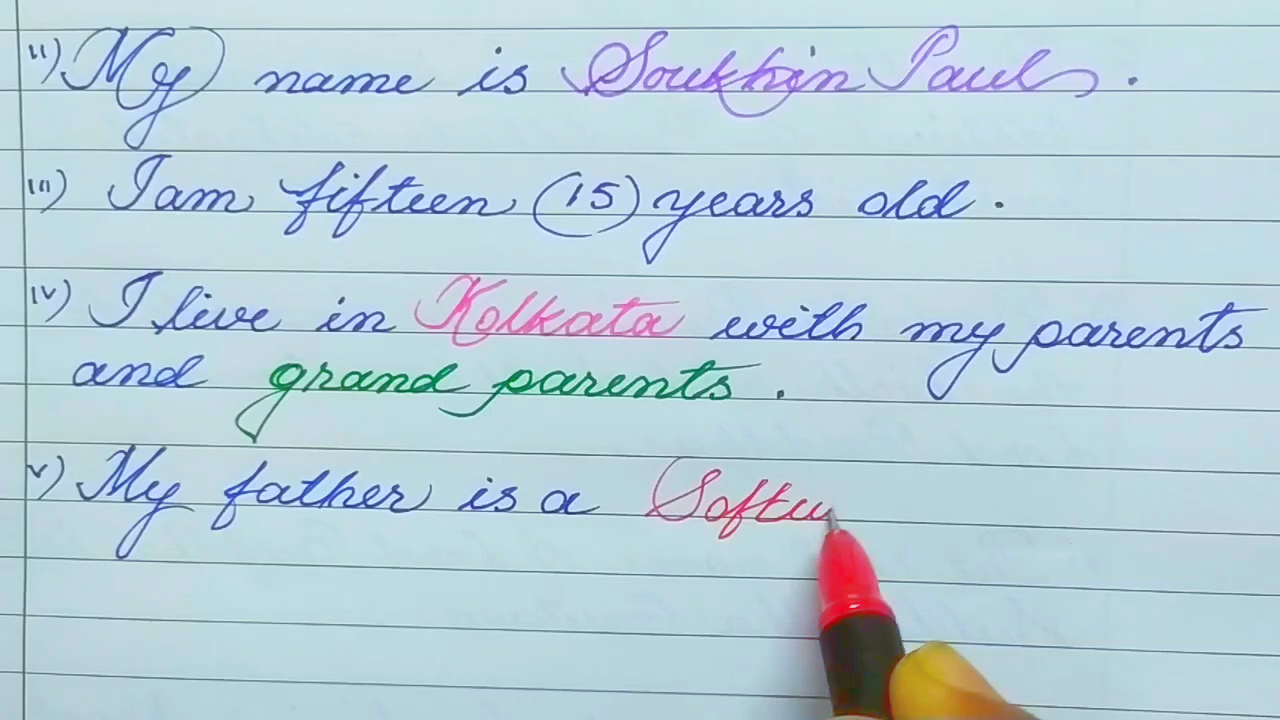 ii) My name is Soukhin Paul.
iii) I am fifteen (15) years old.
iv) I live in Kolkata with my parents
and grand parents.
v) My father is a Softw